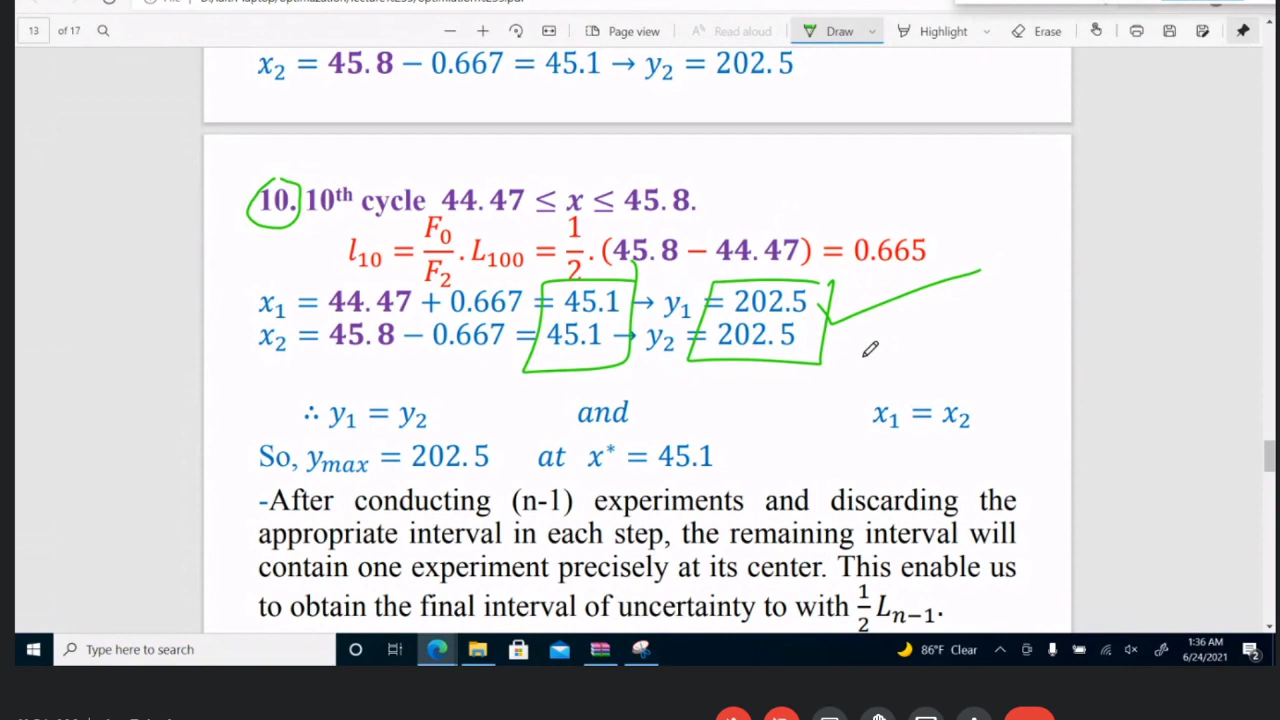 13 of 17 Page view Read aloud Draw Highlight Erase
x₂ = 45.8 − 0.667 = 45.1 → y₂ = 202.5
10. 10th cycle 44.47 ≤ x ≤ 45.8.
l₁₀ = F₀/F₂ . L₁₀₀ = 1/2 . (45.8 − 44.47) = 0.665
x₁ = 44.47 + 0.667 = 45.1 → y₁ = 202.5
x₂ = 45.8 − 0.667 = 45.1 → y₂ = 202.5
∴ y₁ = y₂ and x₁ = x₂
So, yₘₐₓ = 202.5 at x* = 45.1
-After conducting (n-1) experiments and discarding the
appropriate interval in each step, the remaining interval will
contain one experiment precisely at its center. This enable us
to obtain the final interval of uncertainty to with 1/2 Lₙ₋₁.
Type here to search 86°F Clear 1:36 AM
6/24/2021 2